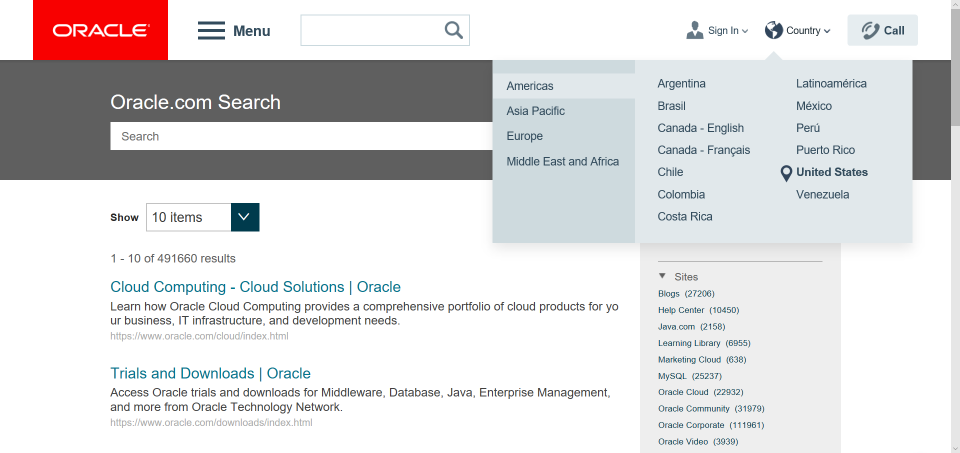 ORACLE
Menu
Sign In
Country
Call
Oracle.com Search
Search
Americas
Asia Pacific
Europe
Middle East and Africa
Argentina
Brasil
Canada - English
Canada - Français
Chile
Colombia
Costa Rica
Latinoamérica
México
Perú
Puerto Rico
United States
Venezuela
Show
10 items
1 - 10 of 491660 results
Cloud Computing - Cloud Solutions | Oracle
Learn how Oracle Cloud Computing provides a comprehensive portfolio of cloud products for yo
ur business, IT infrastructure, and development needs.
https://www.oracle.com/cloud/index.html
Trials and Downloads | Oracle
Access Oracle trials and downloads for Middleware, Database, Java, Enterprise Management,
and more from Oracle Technology Network.
https://www.oracle.com/downloads/index.html
Sites
Blogs (27206)
Help Center (10450)
Java.com (2158)
Learning Library (6955)
Marketing Cloud (638)
MySQL (25237)
Oracle Cloud (22932)
Oracle Community (31979)
Oracle Corporate (111961)
Oracle Video (3939)